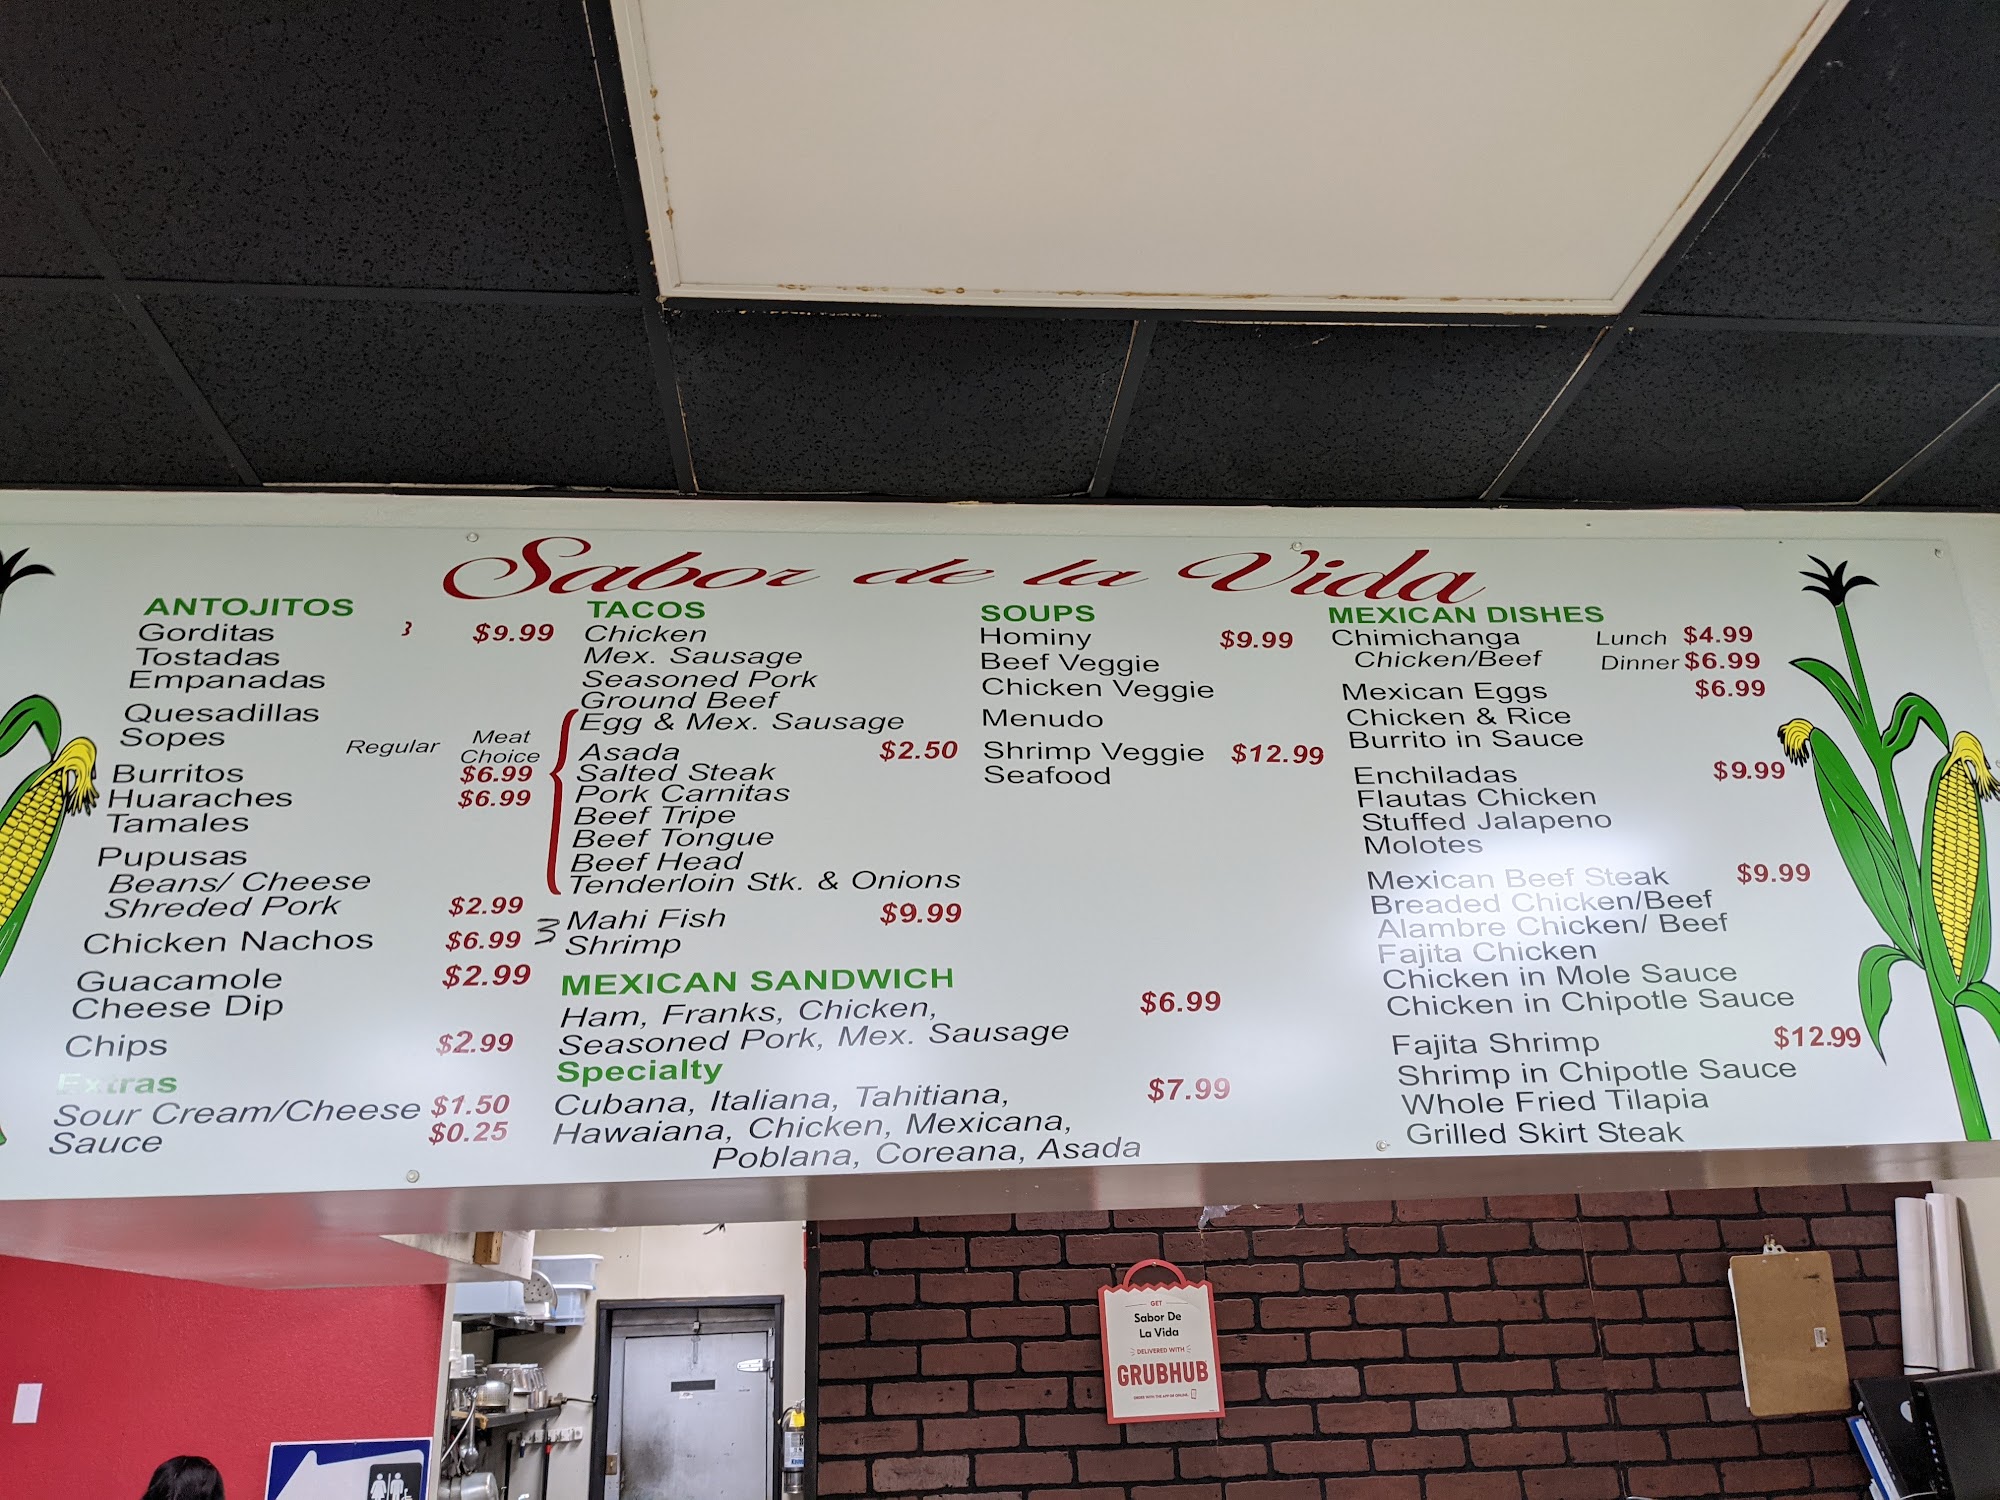 Sabor de la Vida
ANTOJITOS
Gorditas 3 $9.99
Tostadas
Empanadas
Quesadillas
Sopes
Regular Meat Choice
Burritos $6.99
Huaraches $6.99
Tamales
Pupusas
Beans/ Cheese
Shreded Pork $2.99
Chicken Nachos $6.99
Guacamole $2.99
Cheese Dip
Chips $2.99
Extras
Sour Cream/Cheese $1.50
Sauce $0.25
TACOS
Chicken
Mex. Sausage
Seasoned Pork
Ground Beef
Egg & Mex. Sausage
Asada $2.50
Salted Steak
Pork Carnitas
Beef Tripe
Beef Tongue
Beef Head
Tenderloin Stk. & Onions
3 Mahi Fish $9.99
Shrimp
MEXICAN SANDWICH
Ham, Franks, Chicken, $6.99
Seasoned Pork, Mex. Sausage
Specialty
Cubana, Italiana, Tahitiana, $7.99
Hawaiana, Chicken, Mexicana,
Poblana, Coreana, Asada
SOUPS
Hominy $9.99
Beef Veggie
Chicken Veggie
Menudo
Shrimp Veggie $12.99
Seafood
MEXICAN DISHES
Chimichanga Lunch $4.99
Chicken/Beef Dinner $6.99
Mexican Eggs $6.99
Chicken & Rice
Burrito in Sauce
Enchiladas $9.99
Flautas Chicken
Stuffed Jalapeno
Molotes
Mexican Beef Steak $9.99
Breaded Chicken/Beef
Alambre Chicken/ Beef
Fajita Chicken
Chicken in Mole Sauce
Chicken in Chipotle Sauce
Fajita Shrimp $12.99
Shrimp in Chipotle Sauce
Whole Fried Tilapia
Grilled Skirt Steak
GET
Sabor De
La Vida
DELIVERED WITH
GRUBHUB